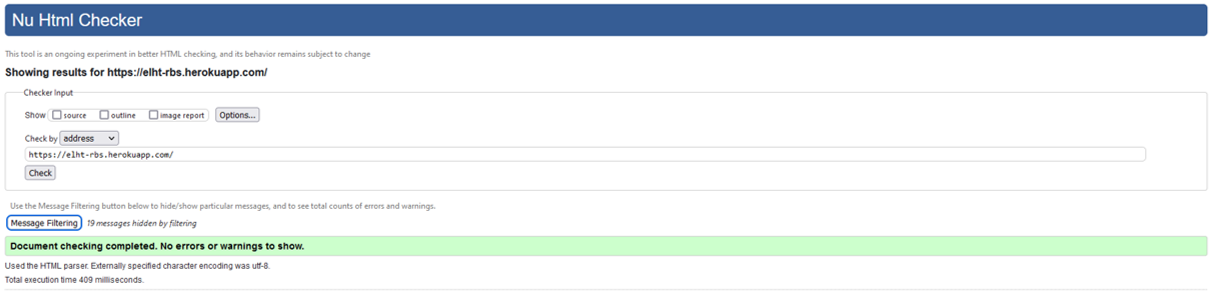 Nu Html Checker
This tool is an ongoing experiment in better HTML checking, and its behavior remains subject to change
Showing results for https://elht-rbs.herokuapp.com/
Checker Input
Show source outline image report Options...
Check by address
https://elht-rbs.herokuapp.com/
Check
Use the Message Filtering button below to hide/show particular messages, and to see total counts of errors and warnings.
Message Filtering 19 messages hidden by filtering
Document checking completed. No errors or warnings to show.
Used the HTML parser. Externally specified character encoding was utf-8.
Total execution time 409 milliseconds.